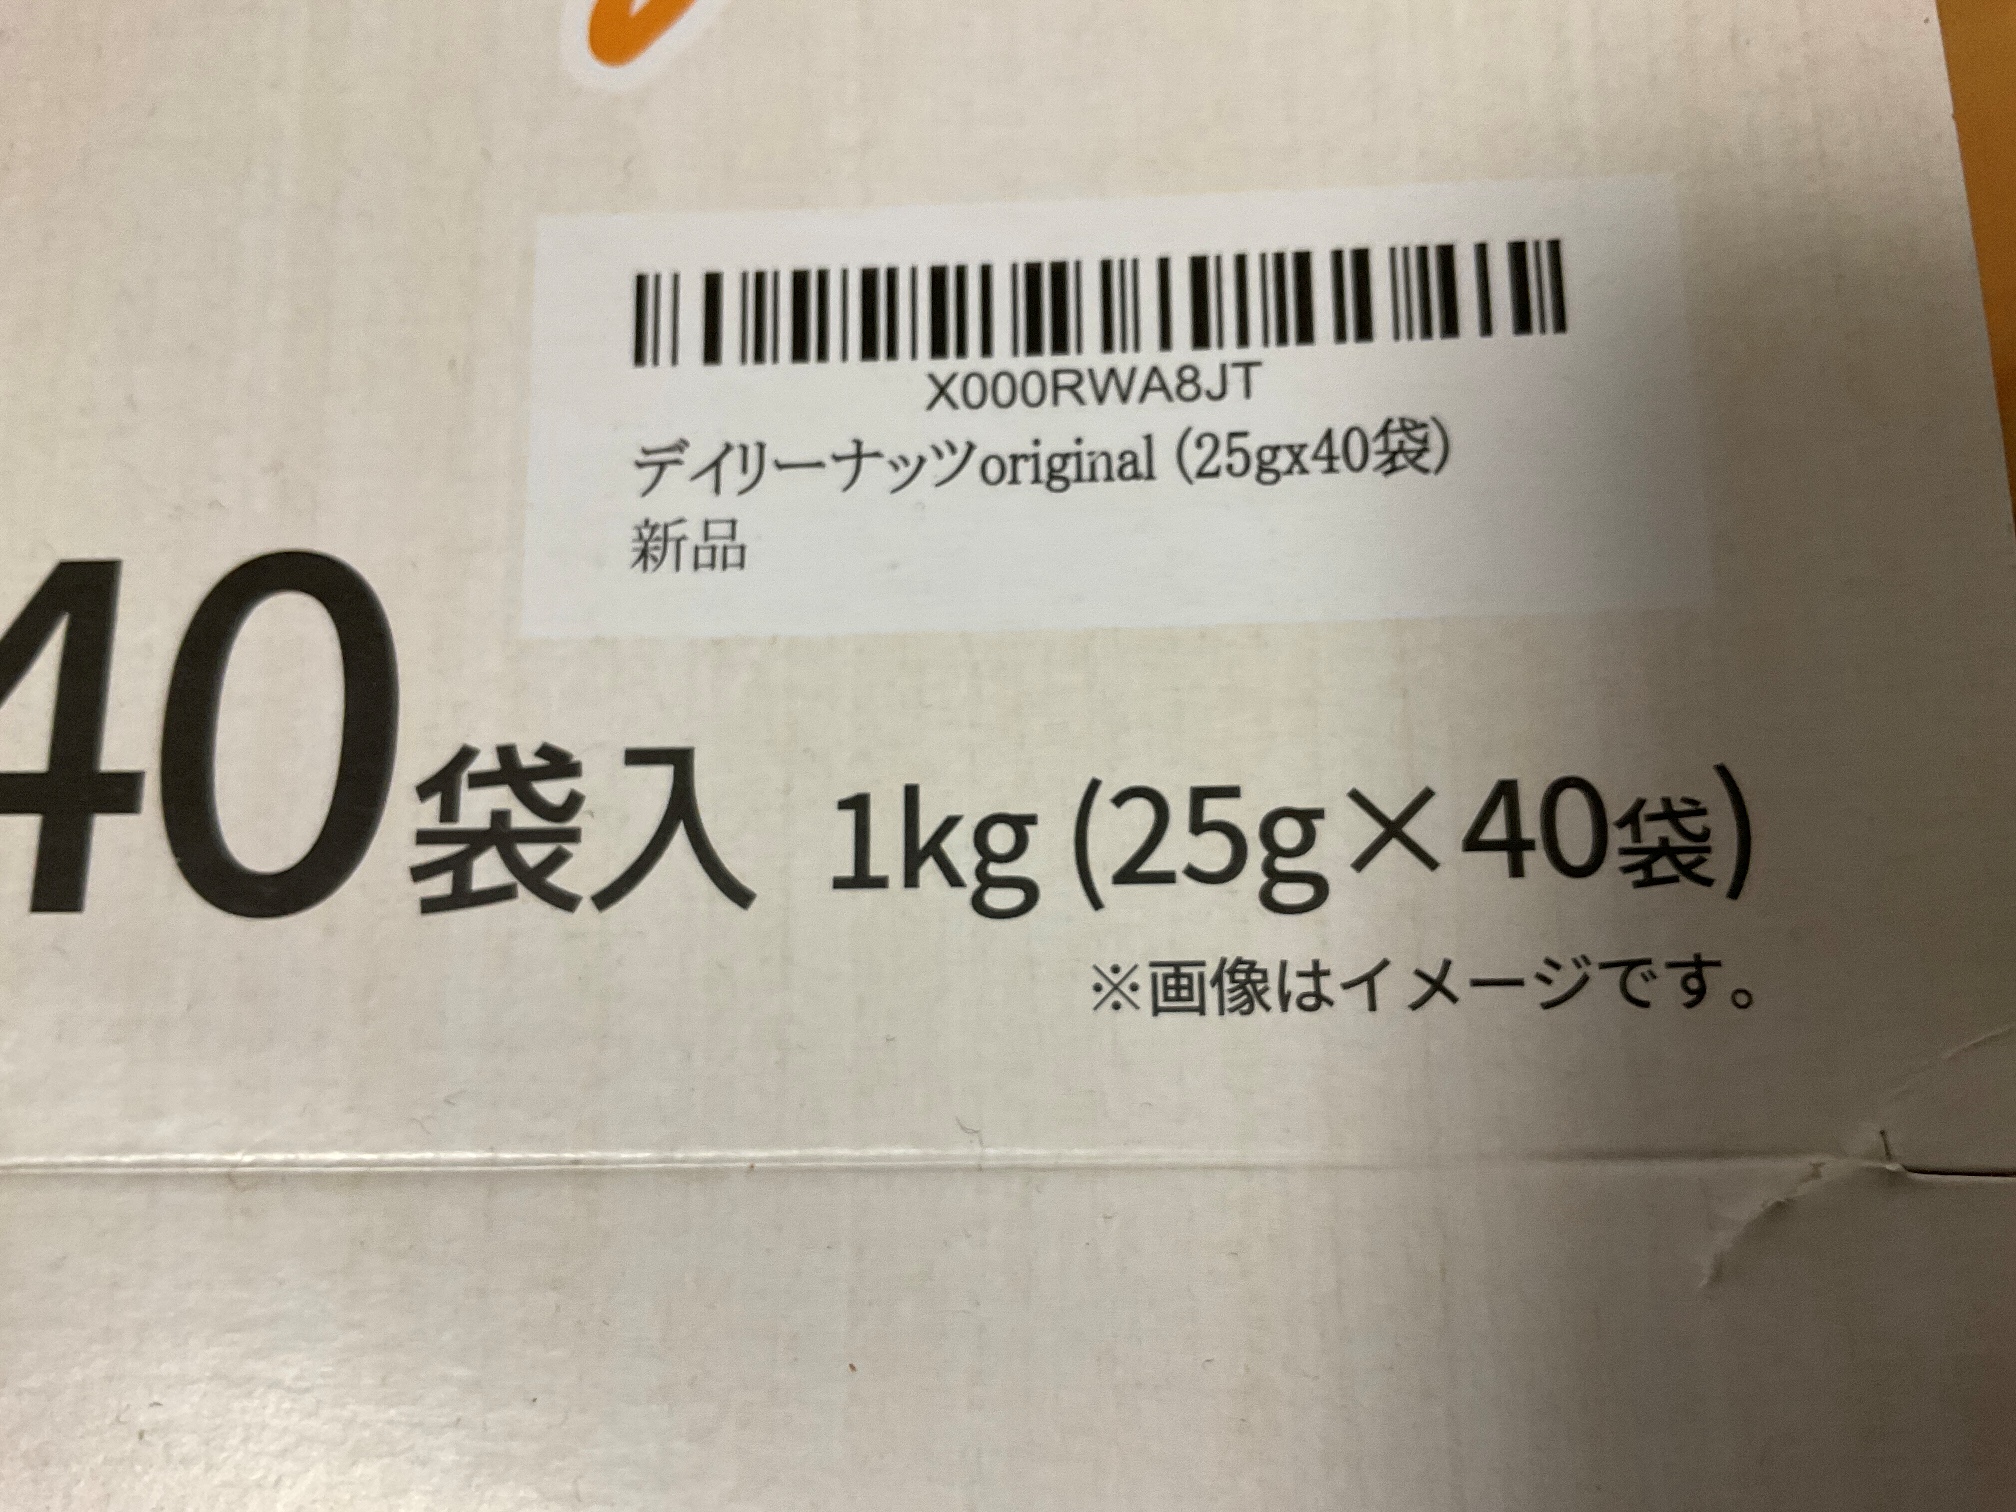 X000RWA8JT
デイリーナッツoriginal (25gx40袋)
新品
40袋入 1kg (25g×40袋)
※画像はイメージです。